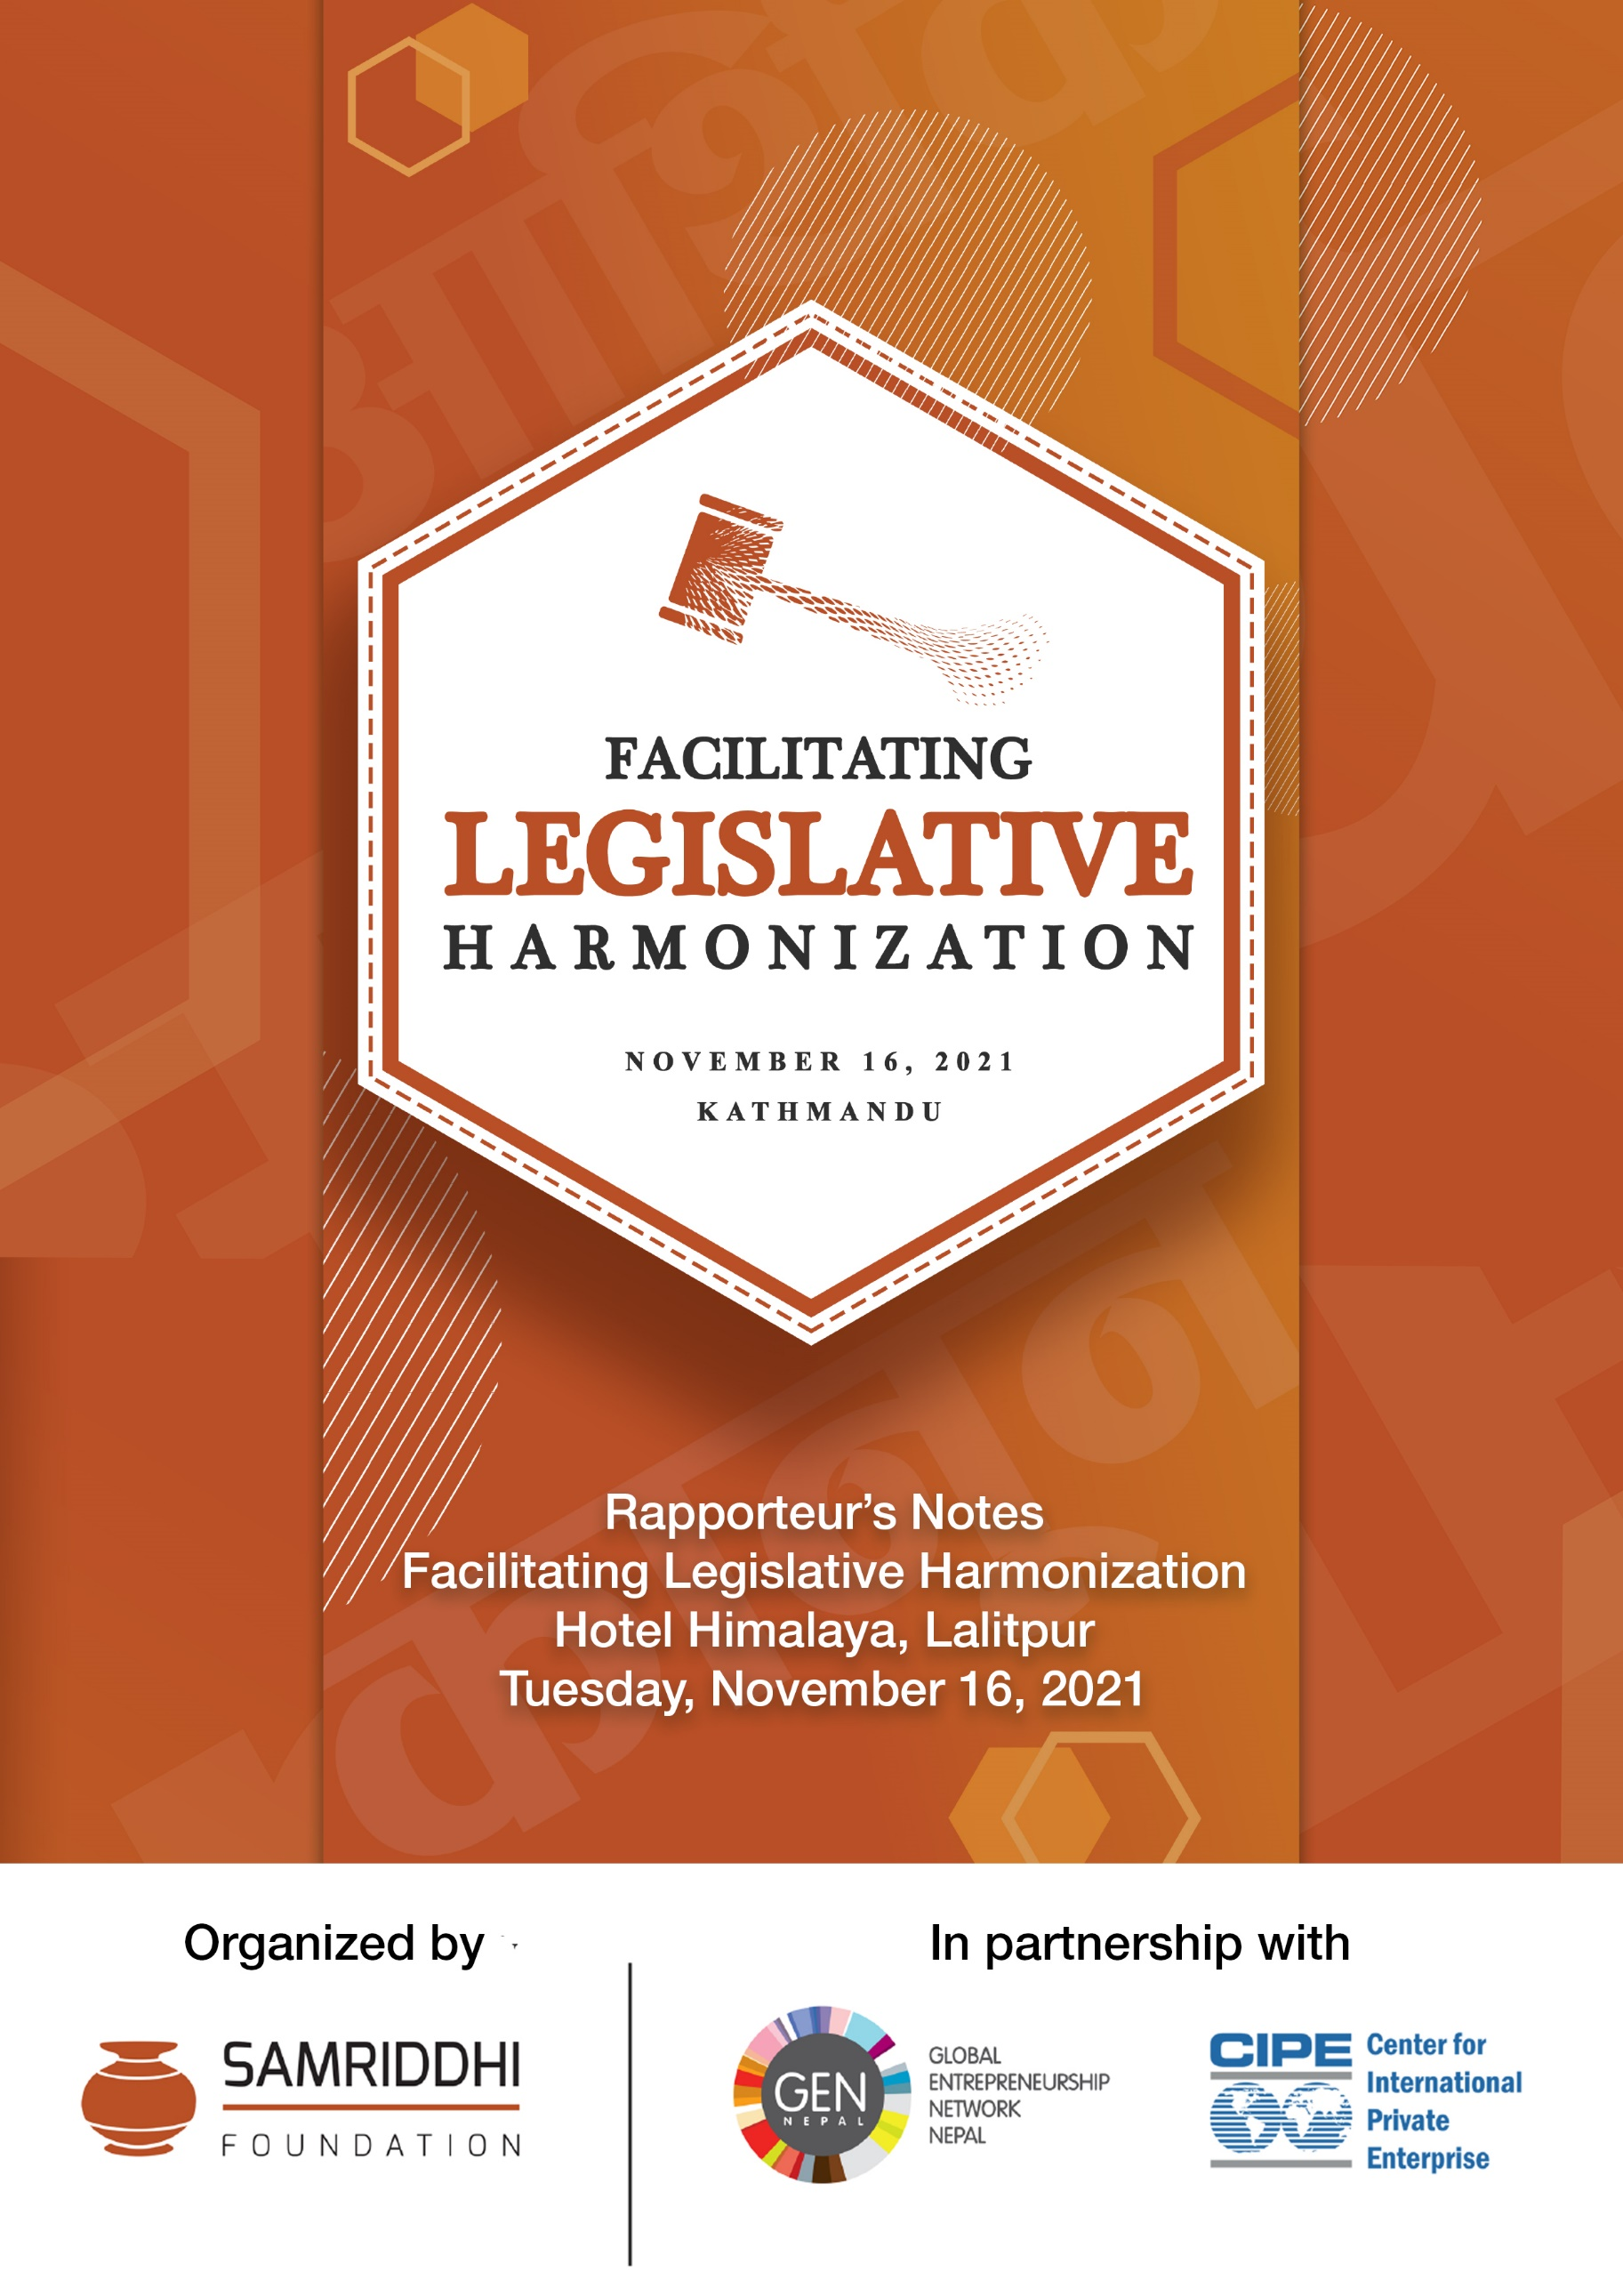 FACILITATING
LEGISLATIVE
HARMONIZATION
NOVEMBER 16, 2021
KATHMANDU
Rapporteur’s Notes
Facilitating Legislative Harmonization
Hotel Himalaya, Lalitpur
Tuesday, November 16, 2021
Organized by
SAMRIDDHI
FOUNDATION
In partnership with
GEN
NEPAL
GLOBAL
ENTREPRENEURSHIP
NETWORK
NEPAL
CIPE
Center for
International
Private
Enterprise